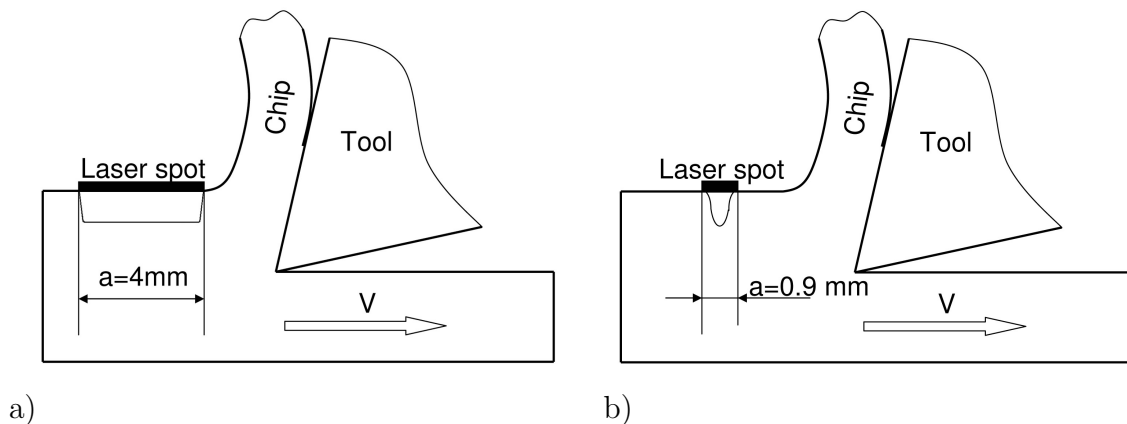 Chip
Tool
Laser spot
a=4mm
V
a)
Chip
Tool
Laser spot
a=0.9 mm
V
b)